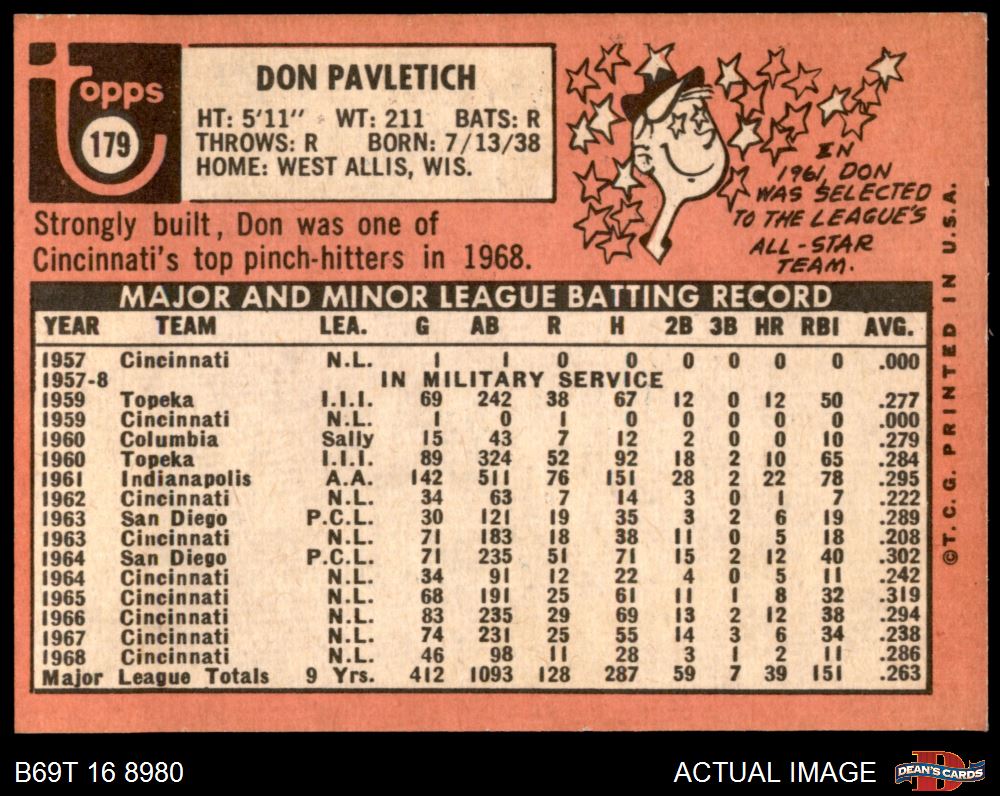 Topps
179
DON PAVLETICH
HT: 5'11" WT: 211 BATS: R
THROWS: R BORN: 7/13/38
HOME: WEST ALLIS, WIS.
Strongly built, Don was one of
Cincinnati's top pinch-hitters in 1968.
IN
1961, DON
WAS SELECTED
TO THE LEAGUE'S
ALL-STAR
TEAM.
MAJOR AND MINOR LEAGUE BATTING RECORD
YEAR TEAM LEA. G AB R H 2B 3B HR RBI AVG.
1957 Cincinnati N.L. 1 1 0 0 0 0 0 0 .000
1957-8 IN MILITARY SERVICE
1959 Topeka I.I.I. 69 242 38 67 12 0 12 50 .277
1959 Cincinnati N.L. 1 0 1 0 0 0 0 0 .000
1960 Columbia Sally 15 43 7 12 2 0 0 10 .279
1960 Topeka I.I.I. 89 324 52 92 18 2 10 65 .284
1961 Indianapolis A.A. 142 511 76 151 28 2 22 78 .295
1962 Cincinnati N.L. 34 63 7 14 3 0 1 7 .222
1963 San Diego P.C.L. 30 121 19 35 3 2 6 19 .289
1963 Cincinnati N.L. 71 183 18 38 11 0 5 18 .208
1964 San Diego P.C.L. 71 235 51 71 15 2 12 40 .302
1964 Cincinnati N.L. 34 91 12 22 4 0 5 11 .242
1965 Cincinnati N.L. 68 191 25 61 11 1 8 32 .319
1966 Cincinnati N.L. 83 235 29 69 13 2 12 38 .294
1967 Cincinnati N.L. 74 231 25 55 14 3 6 34 .238
1968 Cincinnati N.L. 46 98 11 28 3 1 2 11 .286
Major League Totals 9 Yrs. 412 1093 128 287 59 7 39 151 .263
©T.C.G. PRINTED IN U.S.A.
B69T 16 8980
ACTUAL IMAGE
D
DEAN'S CARDS